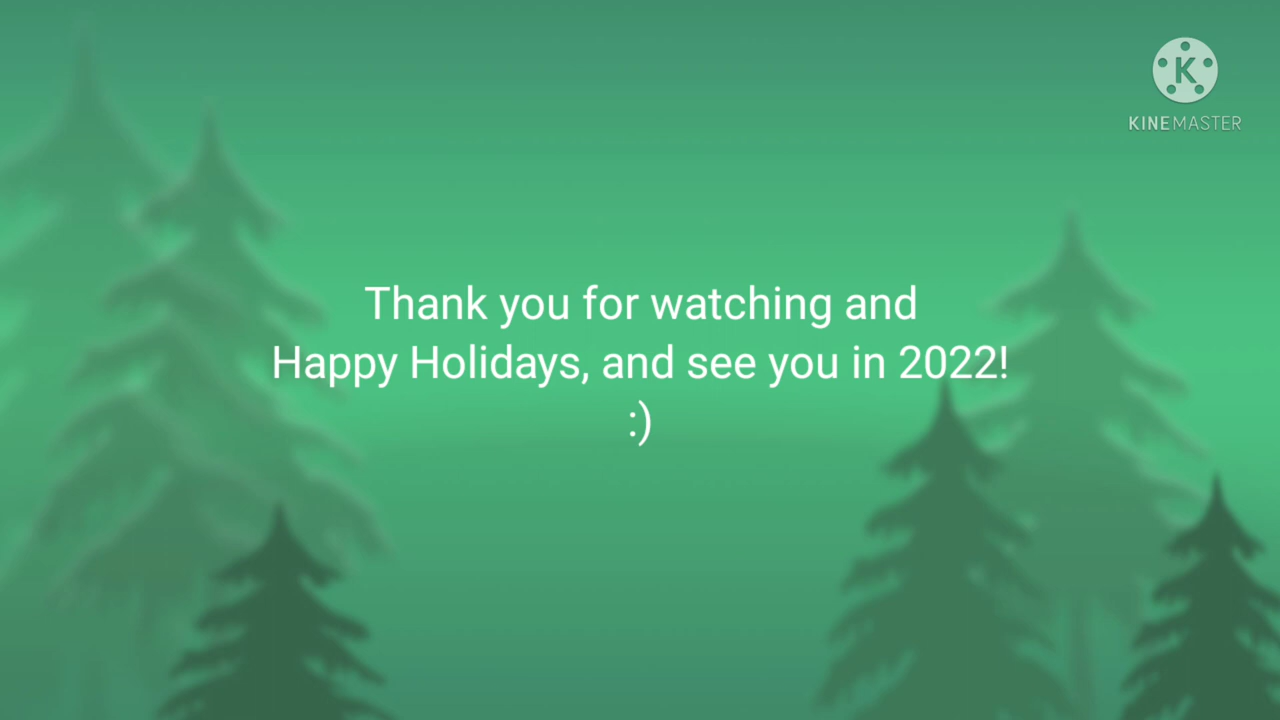 K
KINEMASTER
Thank you for watching and
Happy Holidays, and see you in 2022!
:)